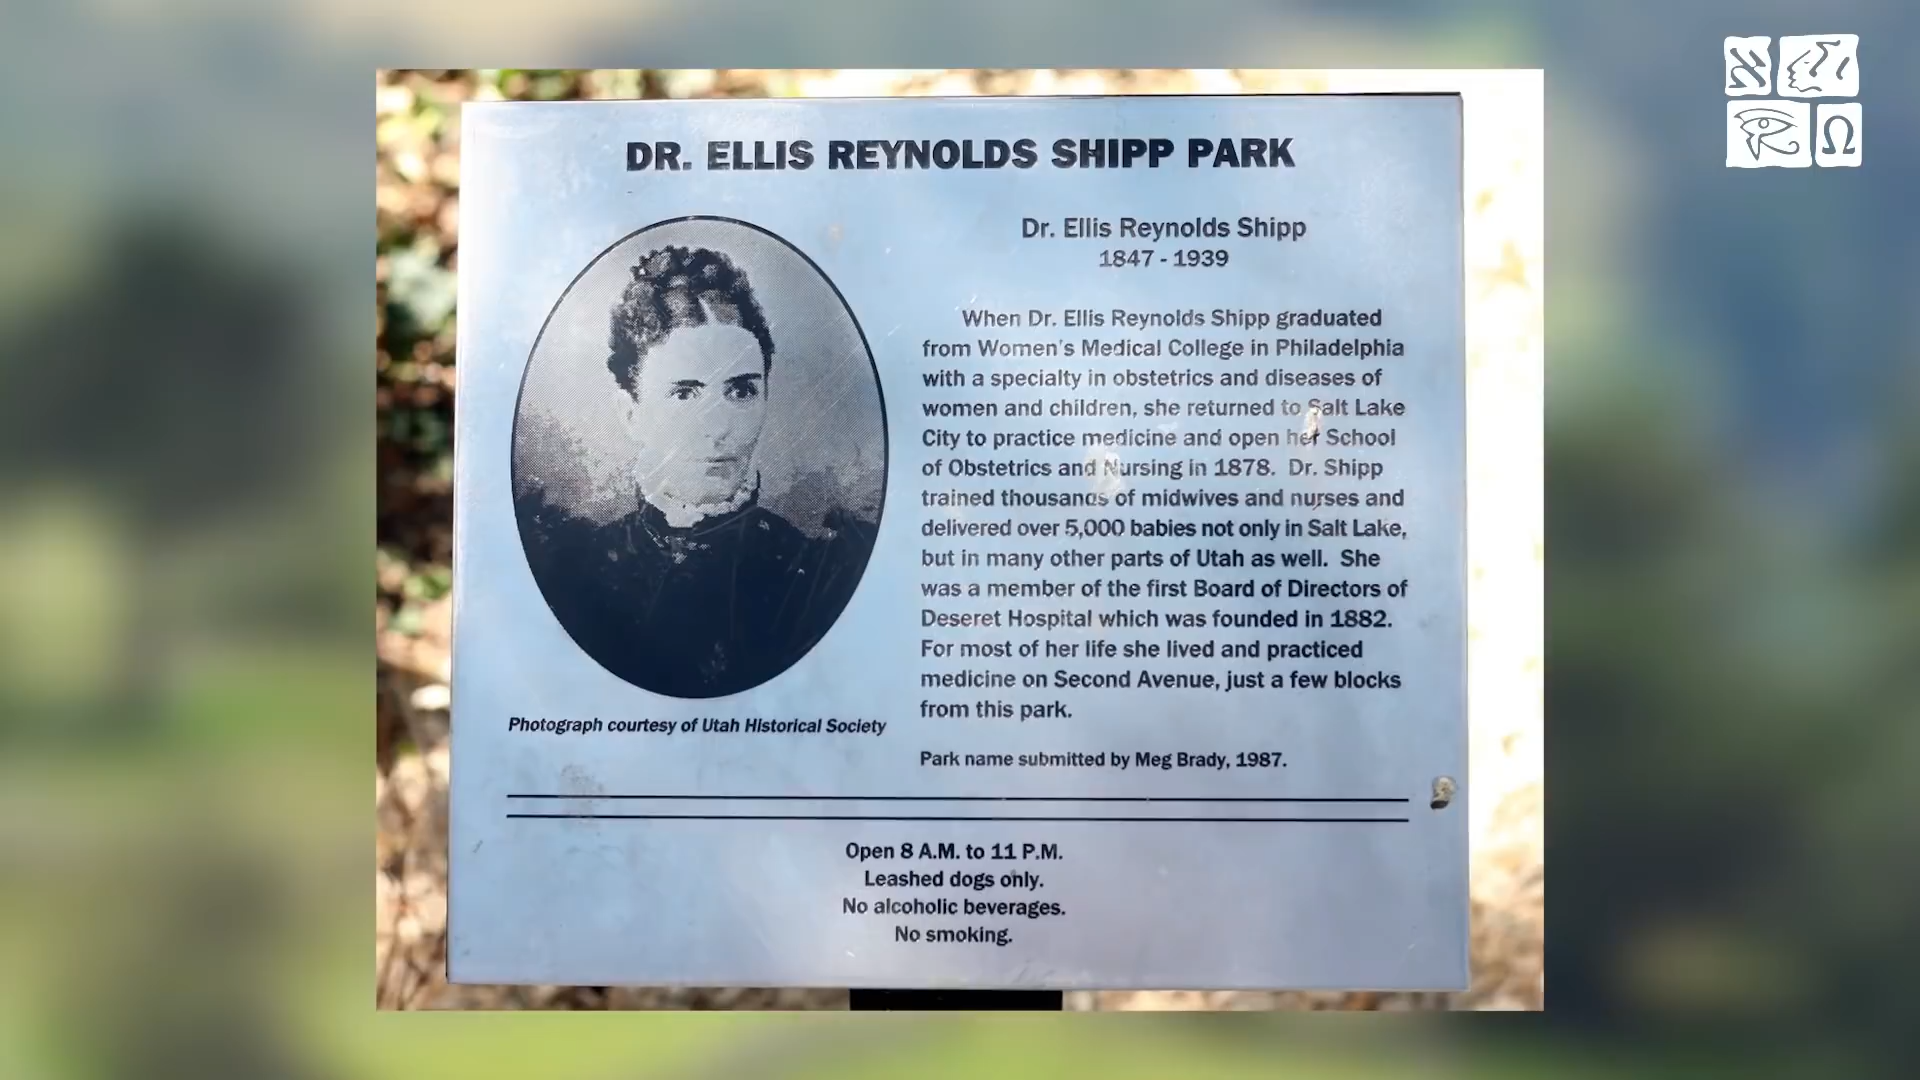 DR. ELLIS REYNOLDS SHIPP PARK
Dr. Ellis Reynolds Shipp
1847 - 1939
When Dr. Ellis Reynolds Shipp graduated
from Women's Medical College in Philadelphia
with a specialty in obstetrics and diseases of
women and children, she returned to Salt Lake
City to practice medicine and open her School
of Obstetrics and Nursing in 1878. Dr. Shipp
trained thousands of midwives and nurses and
delivered over 5,000 babies not only in Salt Lake,
but in many other parts of Utah as well. She
was a member of the first Board of Directors of
Deseret Hospital which was founded in 1882.
For most of her life she lived and practiced
medicine on Second Avenue, just a few blocks
from this park.
Photograph courtesy of Utah Historical Society
Park name submitted by Meg Brady, 1987.
Open 8 A.M. to 11 P.M.
Leashed dogs only.
No alcoholic beverages.
No smoking.
א
Ω